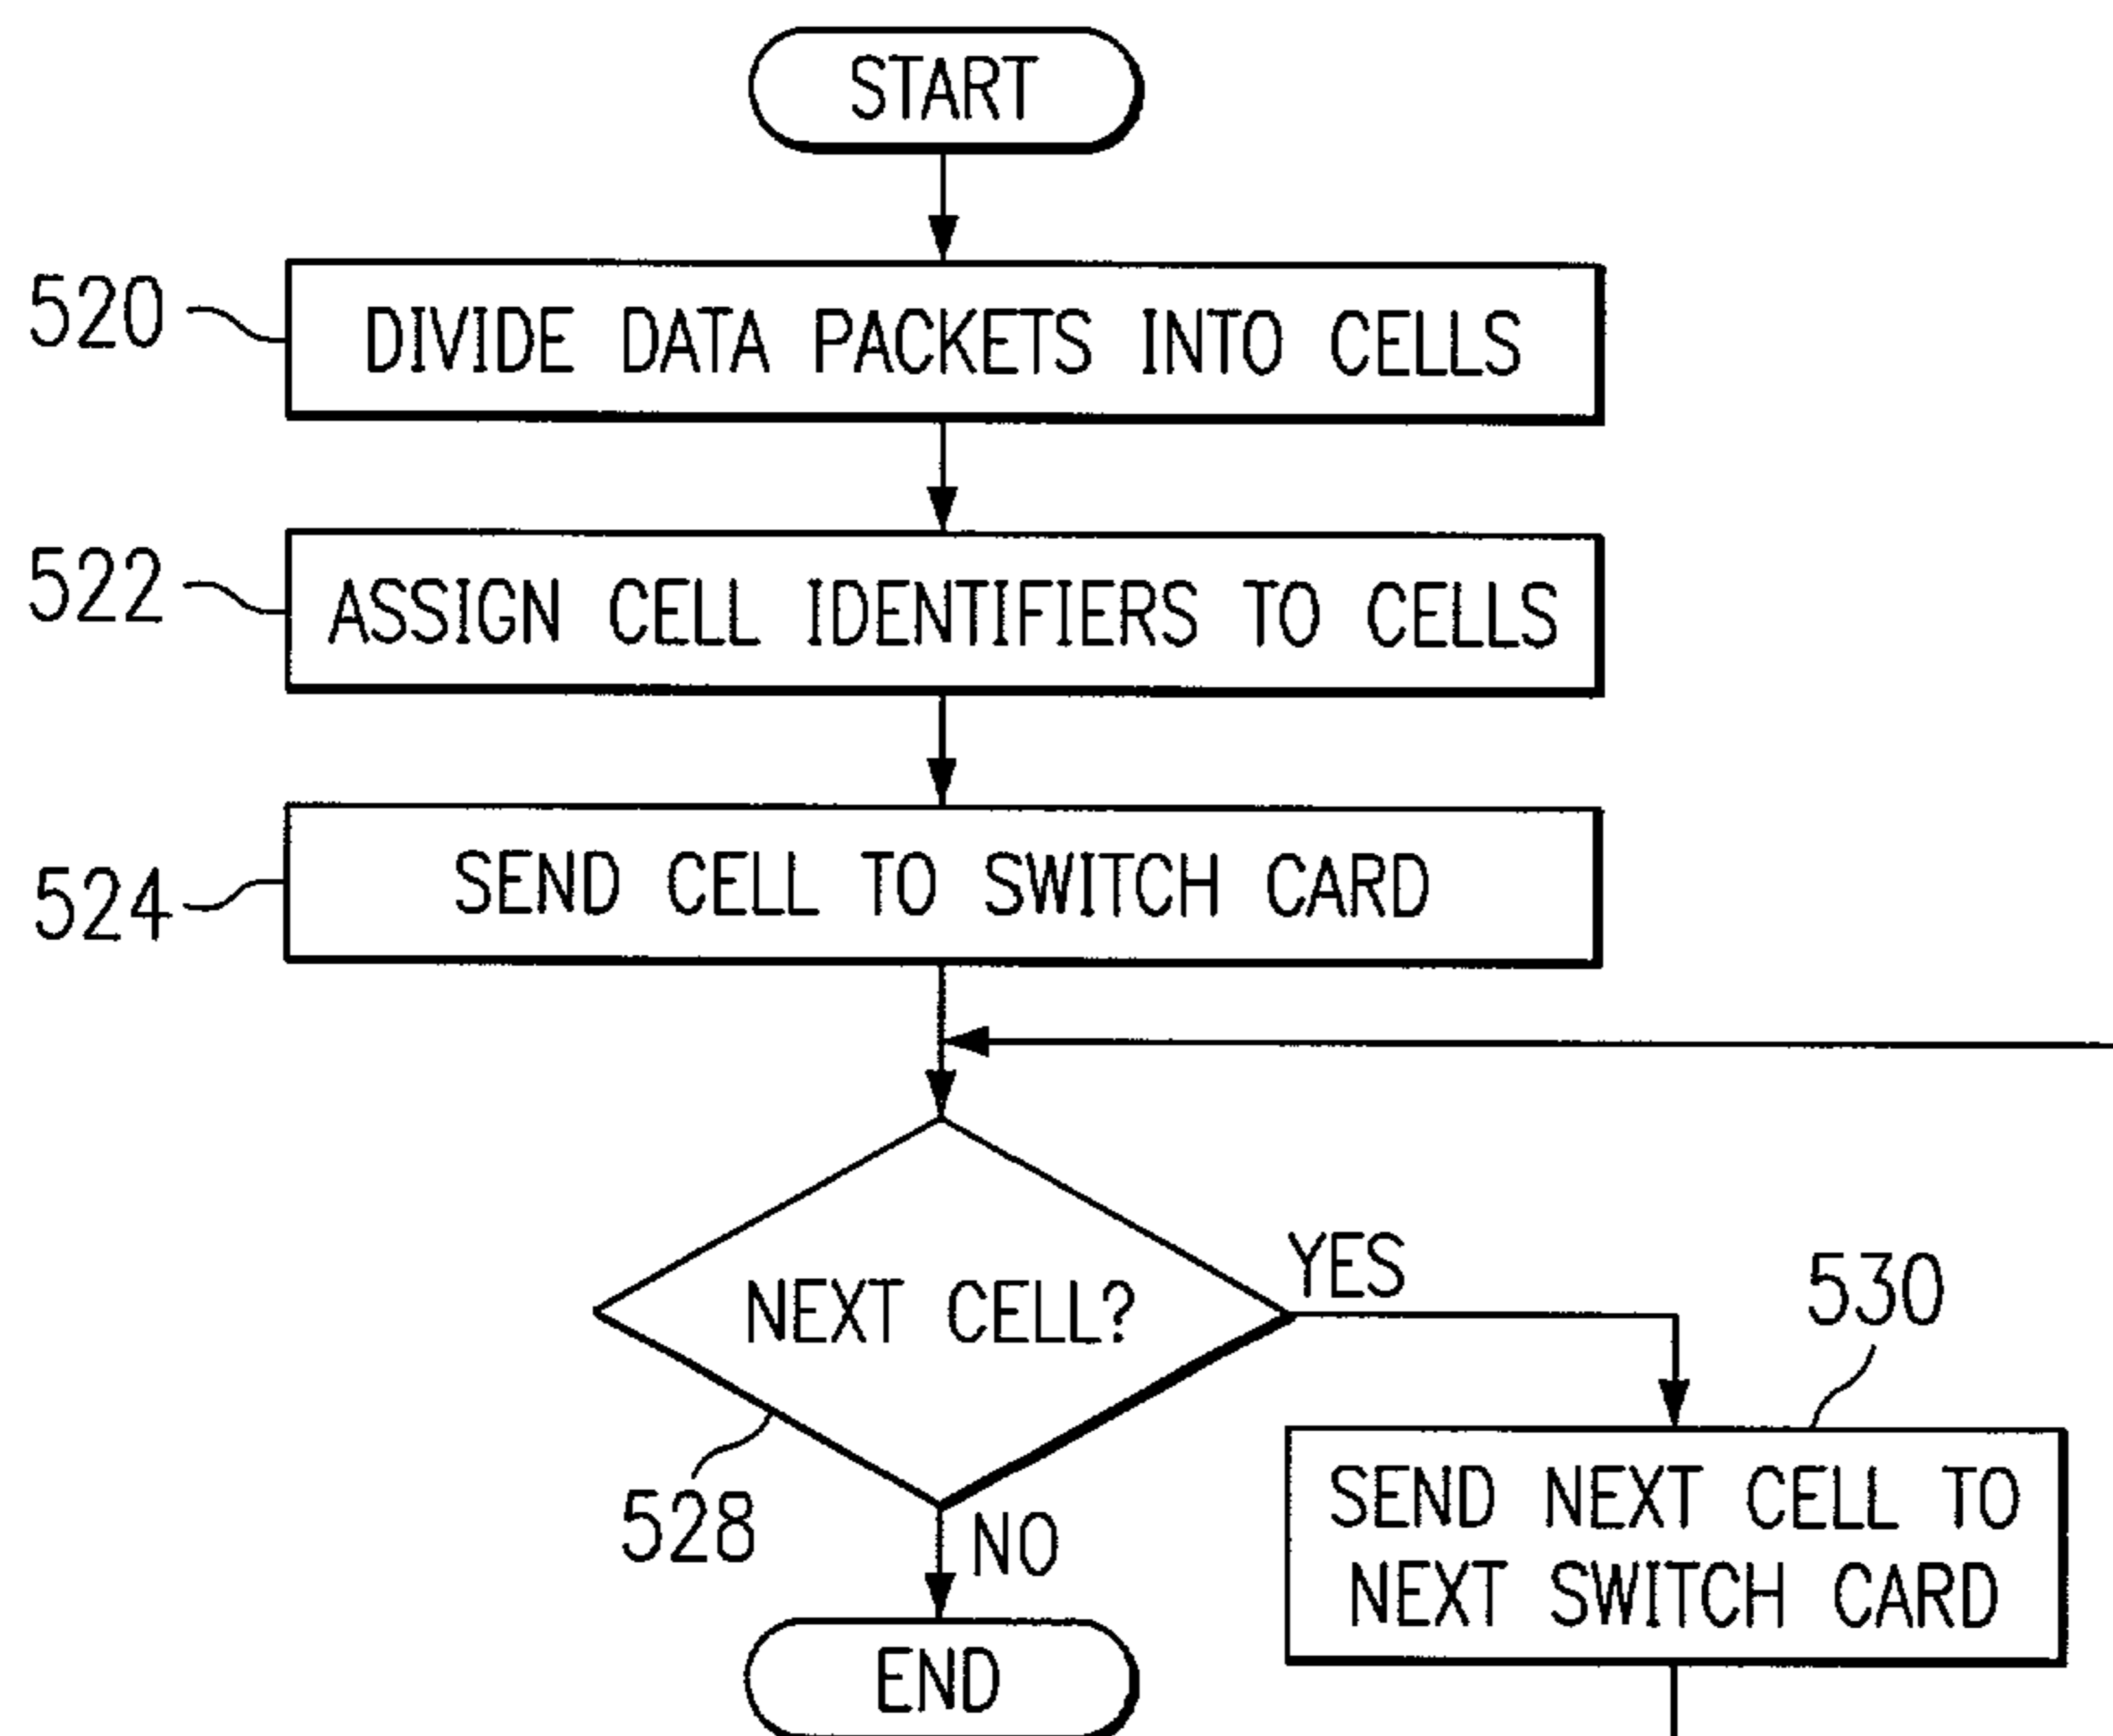 START
520
DIVIDE DATA PACKETS INTO CELLS
522
ASSIGN CELL IDENTIFIERS TO CELLS
524
SEND CELL TO SWITCH CARD
NEXT CELL?
YES
530
528
NO
SEND NEXT CELL TO
NEXT SWITCH CARD
END